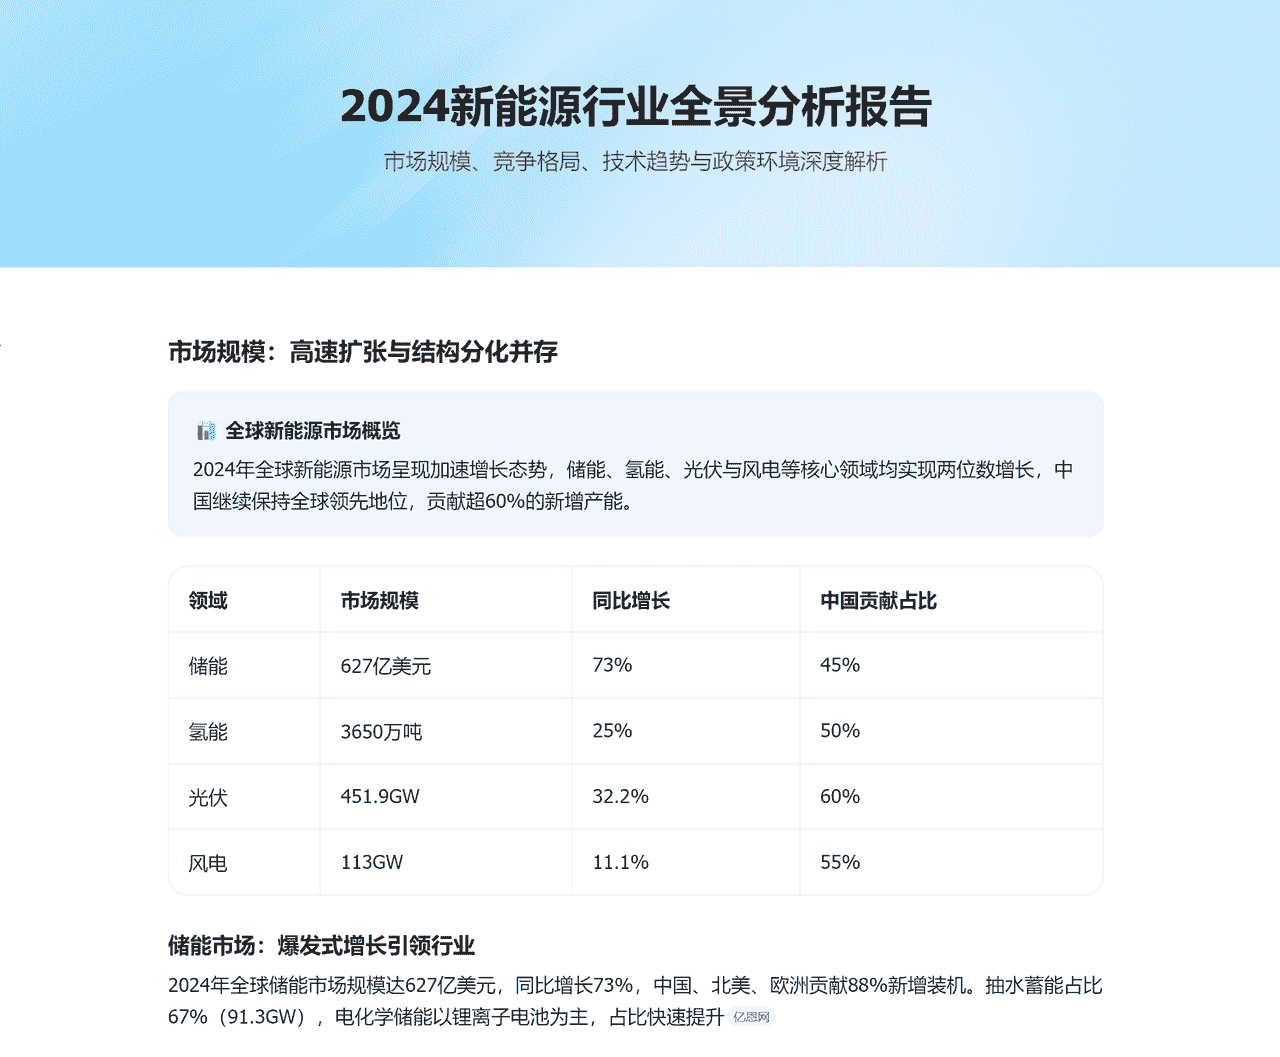 2024新能源行业全景分析报告
市场规模、竞争格局、技术趋势与政策环境深度解析
市场规模：高速扩张与结构分化并存
全球新能源市场概览
2024年全球新能源市场呈现加速增长态势，储能、氢能、光伏与风电等核心领域均实现两位数增长，中
国继续保持全球领先地位，贡献超60%的新增产能。
领域 市场规模 同比增长 中国贡献占比
储能 627亿美元 73% 45%
氢能 3650万吨 25% 50%
光伏 451.9GW 32.2% 60%
风电 113GW 11.1% 55%
储能市场：爆发式增长引领行业
2024年全球储能市场规模达627亿美元，同比增长73%，中国、北美、欧洲贡献88%新增装机。抽水蓄能占比
67%（91.3GW），电化学储能以锂离子电池为主，占比快速提升 亿恩网